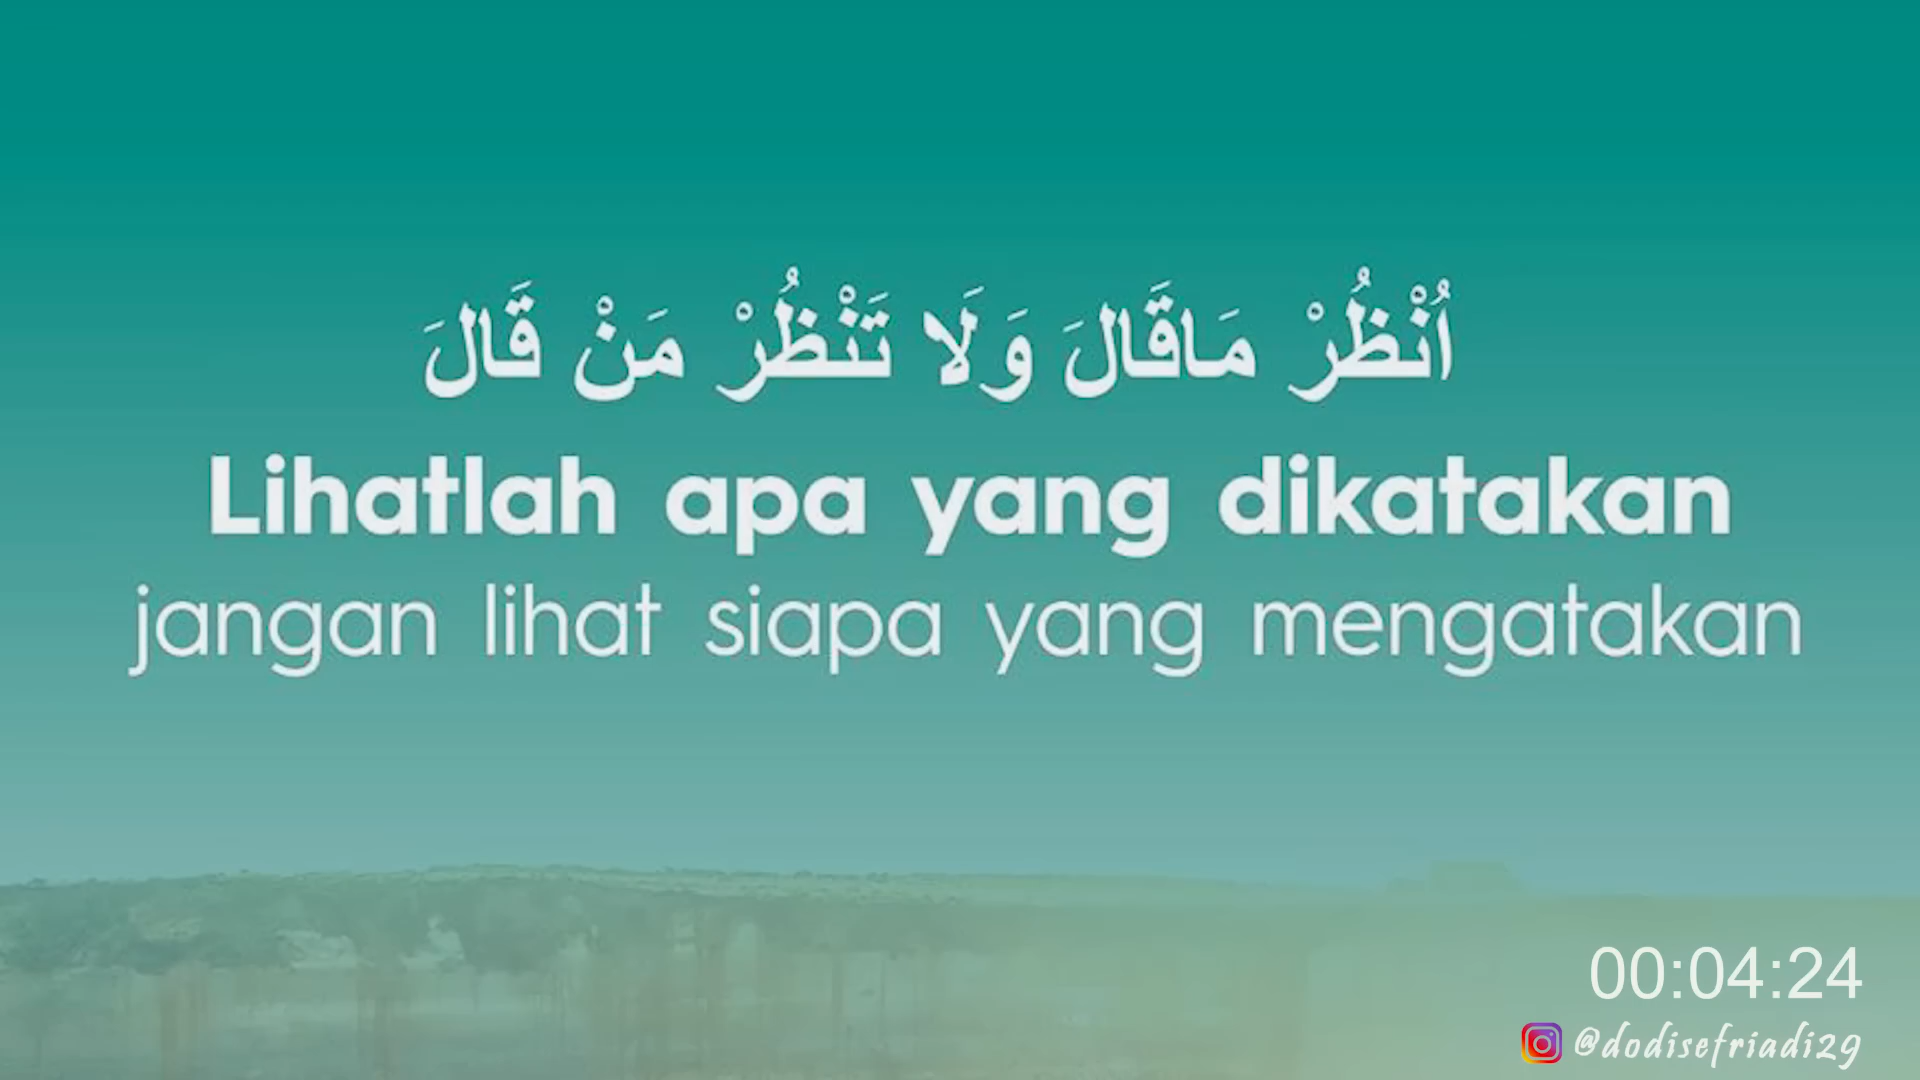 اُنْظُرْ مَاقَالَ وَلَا تَنْظُرْ مَنْ قَالَ
Lihatlah apa yang dikatakan
jangan lihat siapa yang mengatakan
00:04:24
@dodisefriadi29